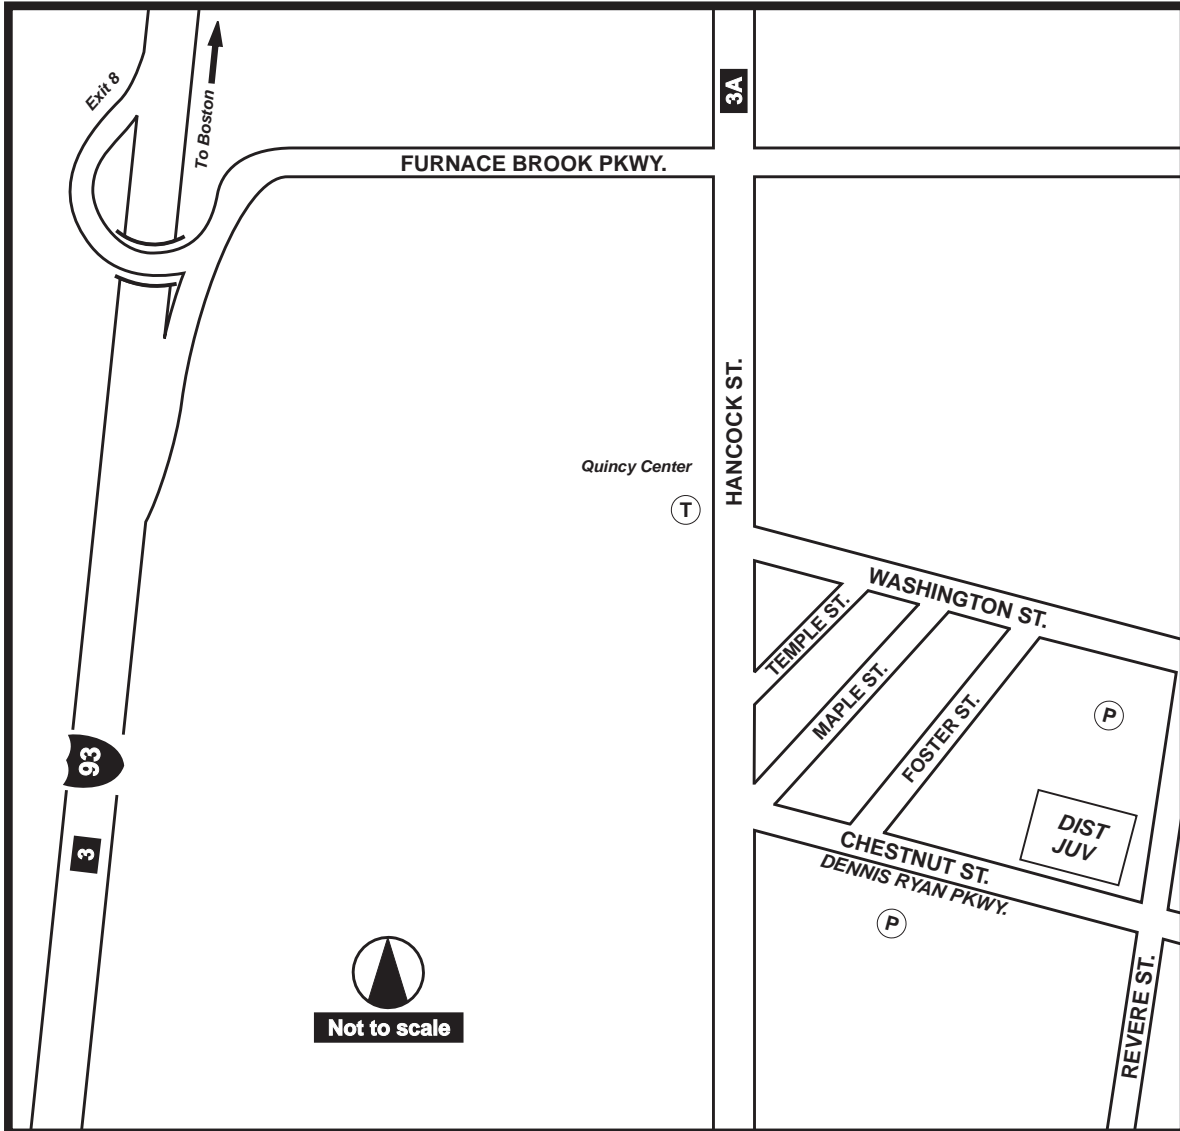 Exit 8
To Boston
3A
FURNACE BROOK PKWY.
HANCOCK ST.
Quincy Center
T
WASHINGTON ST.
TEMPLE ST.
MAPLE ST.
FOSTER ST.
P
93
3
DIST
JUV
CHESTNUT ST.
DENNIS RYAN PKWY.
P
REVERE ST.
Not to scale